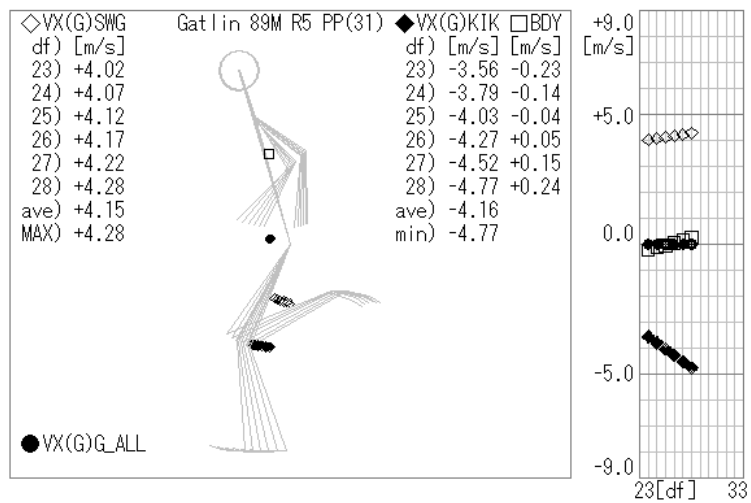 ◇VX(G)SWG Gatlin 89M R5 PP(31) ◆VX(G)KIK □BDY +9.0
df) [m/s] df) [m/s] [m/s] [m/s]
23) +4.02 23) -3.56 -0.23
24) +4.07 24) -3.79 -0.14
25) +4.12 25) -4.03 -0.04 +5.0
26) +4.17 26) -4.27 +0.05
27) +4.22 27) -4.52 +0.15
28) +4.28 28) -4.77 +0.24
ave) +4.15 ave) -4.16
MAX) +4.28 min) -4.77 0.0
-5.0
●VX(G)G_ALL
-9.0
23[df] 33